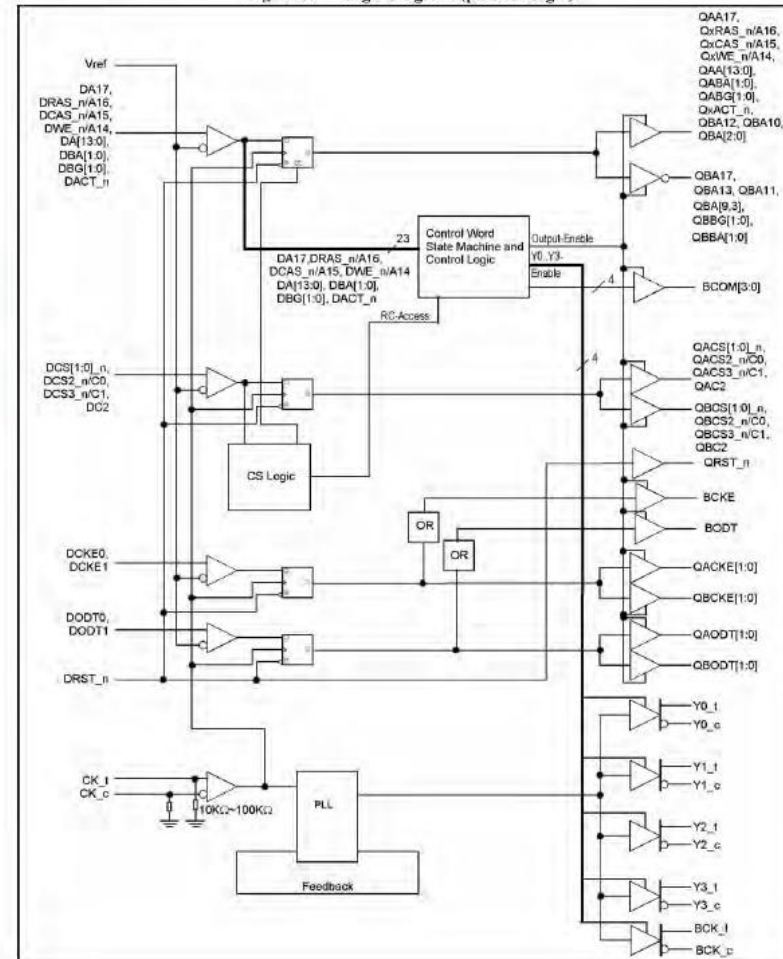 Vref
DA17,
DRAS_n/A16,
DCAS_n/A15,
DWE_n/A14,
DA[13:0],
DBA[1:0],
DBG[1:0],
DACT_n
QAA17,
QxRAS_n/A16,
QxCAS_n/A15,
QxWE_n/A14,
QAA[13:0],
QABA[1:0],
QABG[1:0],
QxACT_n,
QBA12, QBA10,
QBA[2:0]
QBA17,
QBA13, QBA11,
QBA[9,3],
QBBG[1:0],
QBBA[1:0]
23
DA17,DRAS_n/A16,
DCAS_n/A15, DWE_n/A14
DA[13:0], DBA[1:0],
DBG[1:0], DACT_n
Control Word
State Machine and
Control Logic
Output-Enable
Y0..Y3-
Enable
4
BCOM[3:0]
RC-Access
4
DCS[1:0]_n,
DCS2_n/C0,
DCS3_n/C1,
DC2
CS Logic
QACS[1:0]_n,
QACS2_n/C0,
QACS3_n/C1,
QAC2
QBCS[1:0]_n,
QBCS2_n/C0,
QBCS3_n/C1,
QBC2
QRST_n
BCKE
BODT
OR
OR
DCKE0,
DCKE1
QACKE[1:0]
QBCKE[1:0]
DODT0,
DODT1
QAODT[1:0]
QBODT[1:0]
DRST_n
CK_t
CK_c
10KΩ~100KΩ
PLL
Feedback
Y0_t
Y0_c
Y1_t
Y1_c
Y2_t
Y2_c
Y3_t
Y3_c
BCK_t
BCK_c